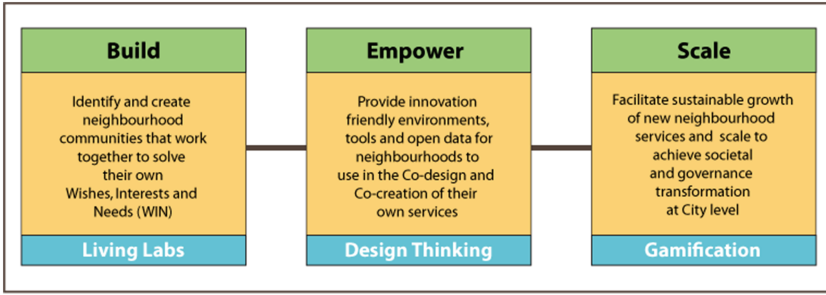 Build
Identify and create
neighbourhood
communities that work
together to solve
their own
Wishes, Interests and
Needs (WIN)
Living Labs
Empower
Provide innovation
friendly environments,
tools and open data for
neighbourhoods to
use in the Co-design and
Co-creation of their
own services
Design Thinking
Scale
Facilitate sustainable growth
of new neighbourhood
services and scale to
achieve societal
and governance
transformation
at City level
Gamification